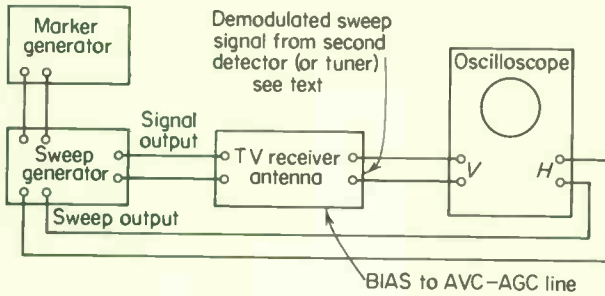 Marker
generator
Demodulated sweep
signal from second
detector (or tuner)
see text
Oscilloscope
Signal
output
Sweep
generator
TV receiver
antenna
V
H
Sweep output
BIAS to AVC-AGC line